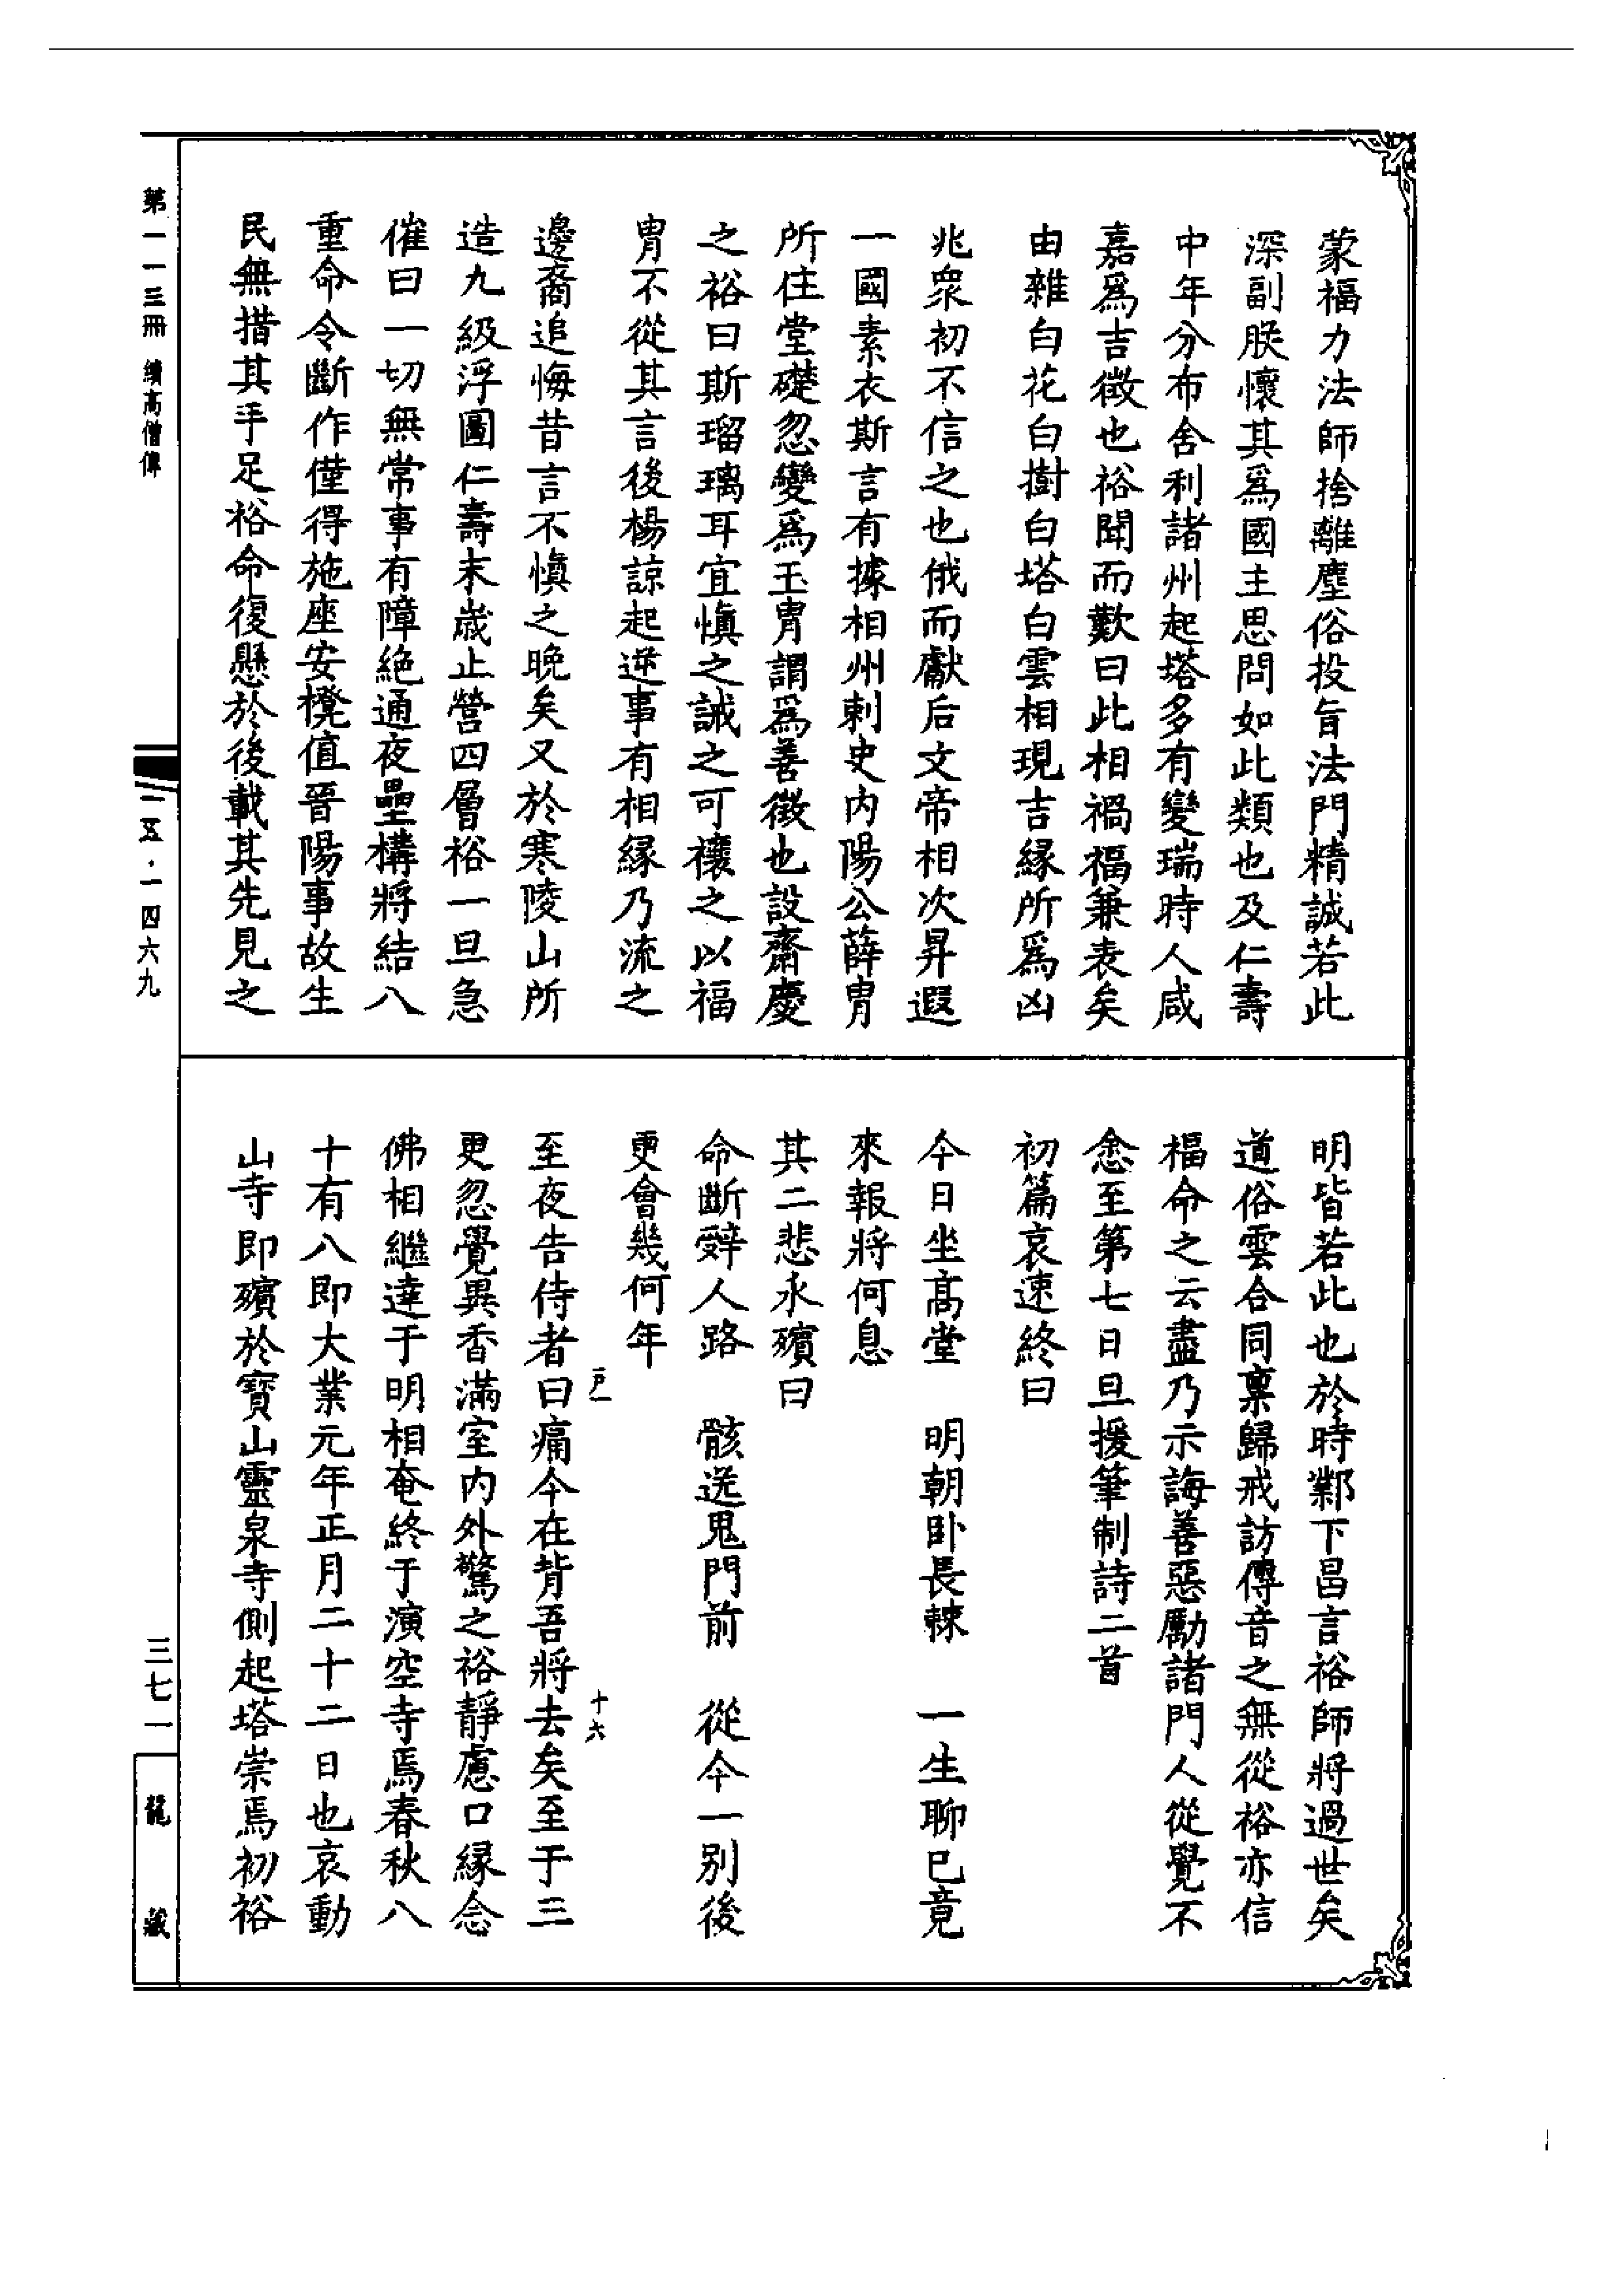 蒙福力法師捨離塵俗投旨法門精誠若此
深副朕懷其爲國主思問如此類也及仁壽
中年分布舍利諸州起塔多有變瑞時人咸
嘉爲吉徵也裕聞而歎曰此相禍福兼表矣
由雜白花白樹白塔白雲相現吉緣所爲凶
兆衆初不信之也俄而獻后文帝相次昇遐
一國素衣斯言有據相州刺史内陽公薛胄
所住堂礎忽變爲玉胄謂爲善徵也設齋慶
之裕曰斯瑠璃耳宜慎之誡之可禳之以福
胄不從其言後楊諒起逆事有相緣乃流之
邊裔追悔昔言不慎之晚矣又於寒陵山所
造九級浮圖仁壽末歲止營四層裕一旦急
催曰一切無常事有障絶通夜壘構將結八
重命令斷作僅得施座安櫈值晉陽事故生
民無措其手足裕命復懸於後載其先見之
明皆若此也於時鄴下昌言裕師將過世矣
道俗雲合同稟歸戒訪傳音之無從裕亦信
福命之云盡乃示誨善惡勵諸門人從覺不
悆至第七日旦援筆制詩二首
初篇哀速終曰
今日坐高堂 明朝卧長棘 一生聊已竟
來報將何息
其二悲永殯曰
命斷辤人路 骸送鬼門前 從今一别後
更會幾何年
至夜告侍者曰痛今在背吾將去矣至于三
更忽覺異香滿室内外驚之裕靜慮口緣念
佛相繼達于明相奄終于演空寺焉春秋八
十有八即大業元年正月二十二日也哀動
山寺即殯於寶山靈泉寺側起塔崇焉初裕
戸一
十六
第一一三冊 續高僧傳
一五·一四六九
三七一
龍藏